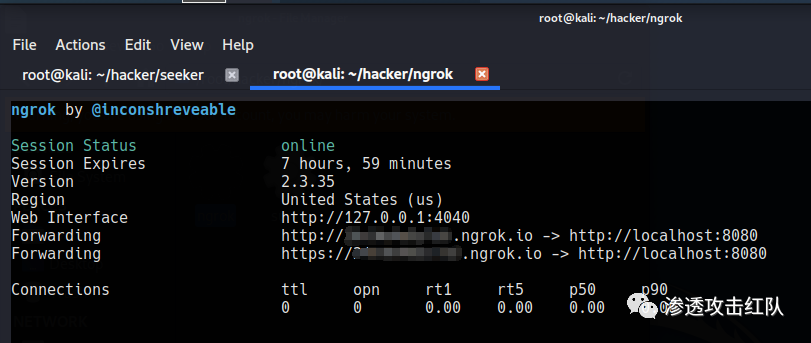 root@kali: ~/hacker/ngrok
File Actions Edit View Help
root@kali: ~/hacker/seeker root@kali: ~/hacker/ngrok
ngrok by @inconshreveable
Session Status online
Session Expires 7 hours, 59 minutes
Version 2.3.35
Region United States (us)
Web Interface http://127.0.0.1:4040
Forwarding http:// .ngrok.io -> http://localhost:8080
Forwarding https:// .ngrok.io -> http://localhost:8080
Connections ttl opn rt1 rt5 p50 p90
0 0 0.00 0.00 0.00
渗透攻击红队
NETWORK